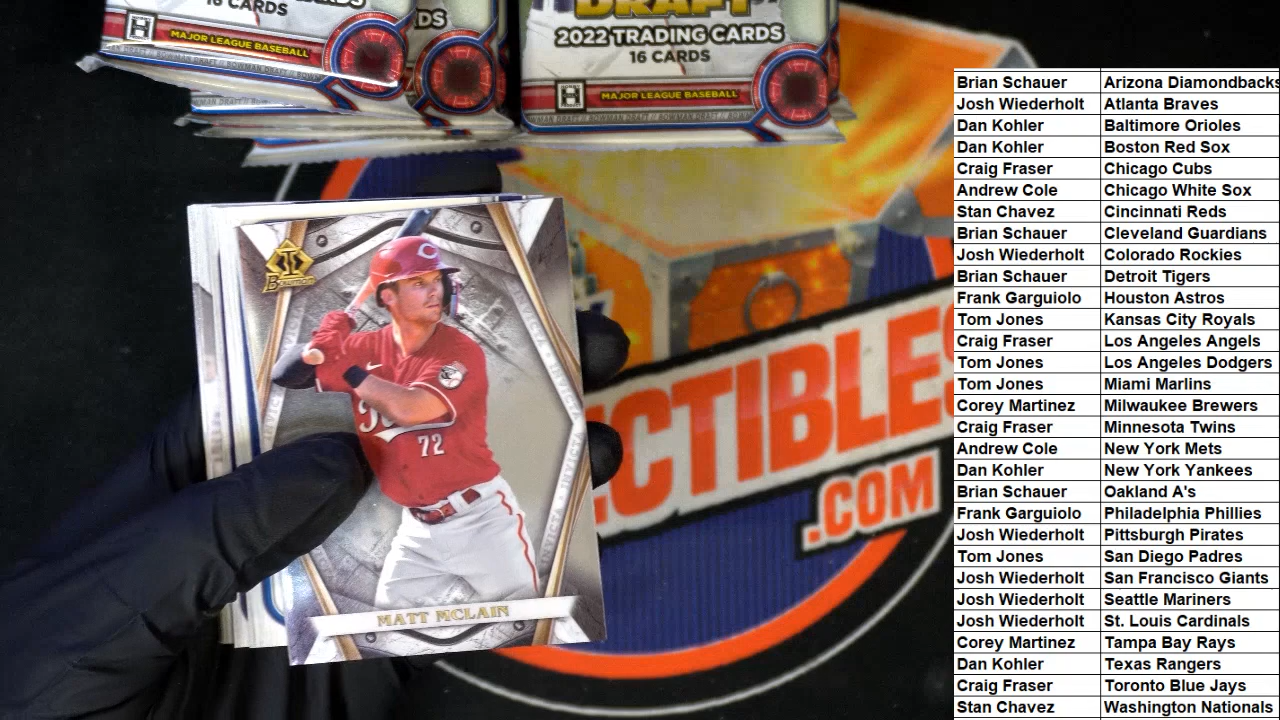 16 CARDS
MAJOR LEAGUE BASEBALL
DRAFT
2022 TRADING CARDS
16 CARDS
MAJOR LEAGUE BASEBALL
Bowman
C
72
INVICTA
MATT MCLAIN
ECTIBLES
.COM
Brian Schauer Arizona Diamondbacks
Josh Wiederholt Atlanta Braves
Dan Kohler Baltimore Orioles
Dan Kohler Boston Red Sox
Craig Fraser Chicago Cubs
Andrew Cole Chicago White Sox
Stan Chavez Cincinnati Reds
Brian Schauer Cleveland Guardians
Josh Wiederholt Colorado Rockies
Brian Schauer Detroit Tigers
Frank Garguiolo Houston Astros
Tom Jones Kansas City Royals
Craig Fraser Los Angeles Angels
Tom Jones Los Angeles Dodgers
Tom Jones Miami Marlins
Corey Martinez Milwaukee Brewers
Craig Fraser Minnesota Twins
Andrew Cole New York Mets
Dan Kohler New York Yankees
Brian Schauer Oakland A's
Frank Garguiolo Philadelphia Phillies
Josh Wiederholt Pittsburgh Pirates
Tom Jones San Diego Padres
Josh Wiederholt San Francisco Giants
Josh Wiederholt Seattle Mariners
Josh Wiederholt St. Louis Cardinals
Corey Martinez Tampa Bay Rays
Dan Kohler Texas Rangers
Craig Fraser Toronto Blue Jays
Stan Chavez Washington Nationals